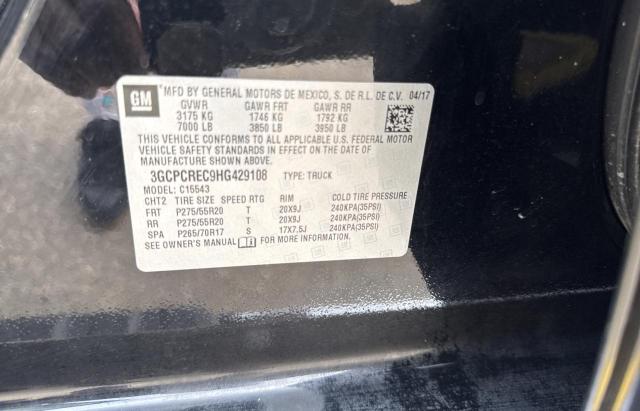 GM
MFD BY GENERAL MOTORS DE MEXICO, S. DE R.L. DE C.V. 04/17
GVWR GAWR FRT GAWR RR
3175 KG 1746 KG 1792 KG
7000 LB 3850 LB 3950 LB
THIS VEHICLE CONFORMS TO ALL APPLICABLE U.S. FEDERAL MOTOR
VEHICLE SAFETY STANDARDS IN EFFECT ON THE DATE OF
MANUFACTURE SHOWN ABOVE.
3GCPCREC9HG429108 TYPE: TRUCK
MODEL: C15543
CHT2 TIRE SIZE SPEED RTG RIM COLD TIRE PRESSURE
FRT P275/55R20 T 20X9J 240KPA(35PSI)
RR P275/55R20 T 20X9J 240KPA(35PSI)
SPA P265/70R17 S 17X7.5J 240KPA(35PSI)
SEE OWNER'S MANUAL FOR MORE INFORMATION.